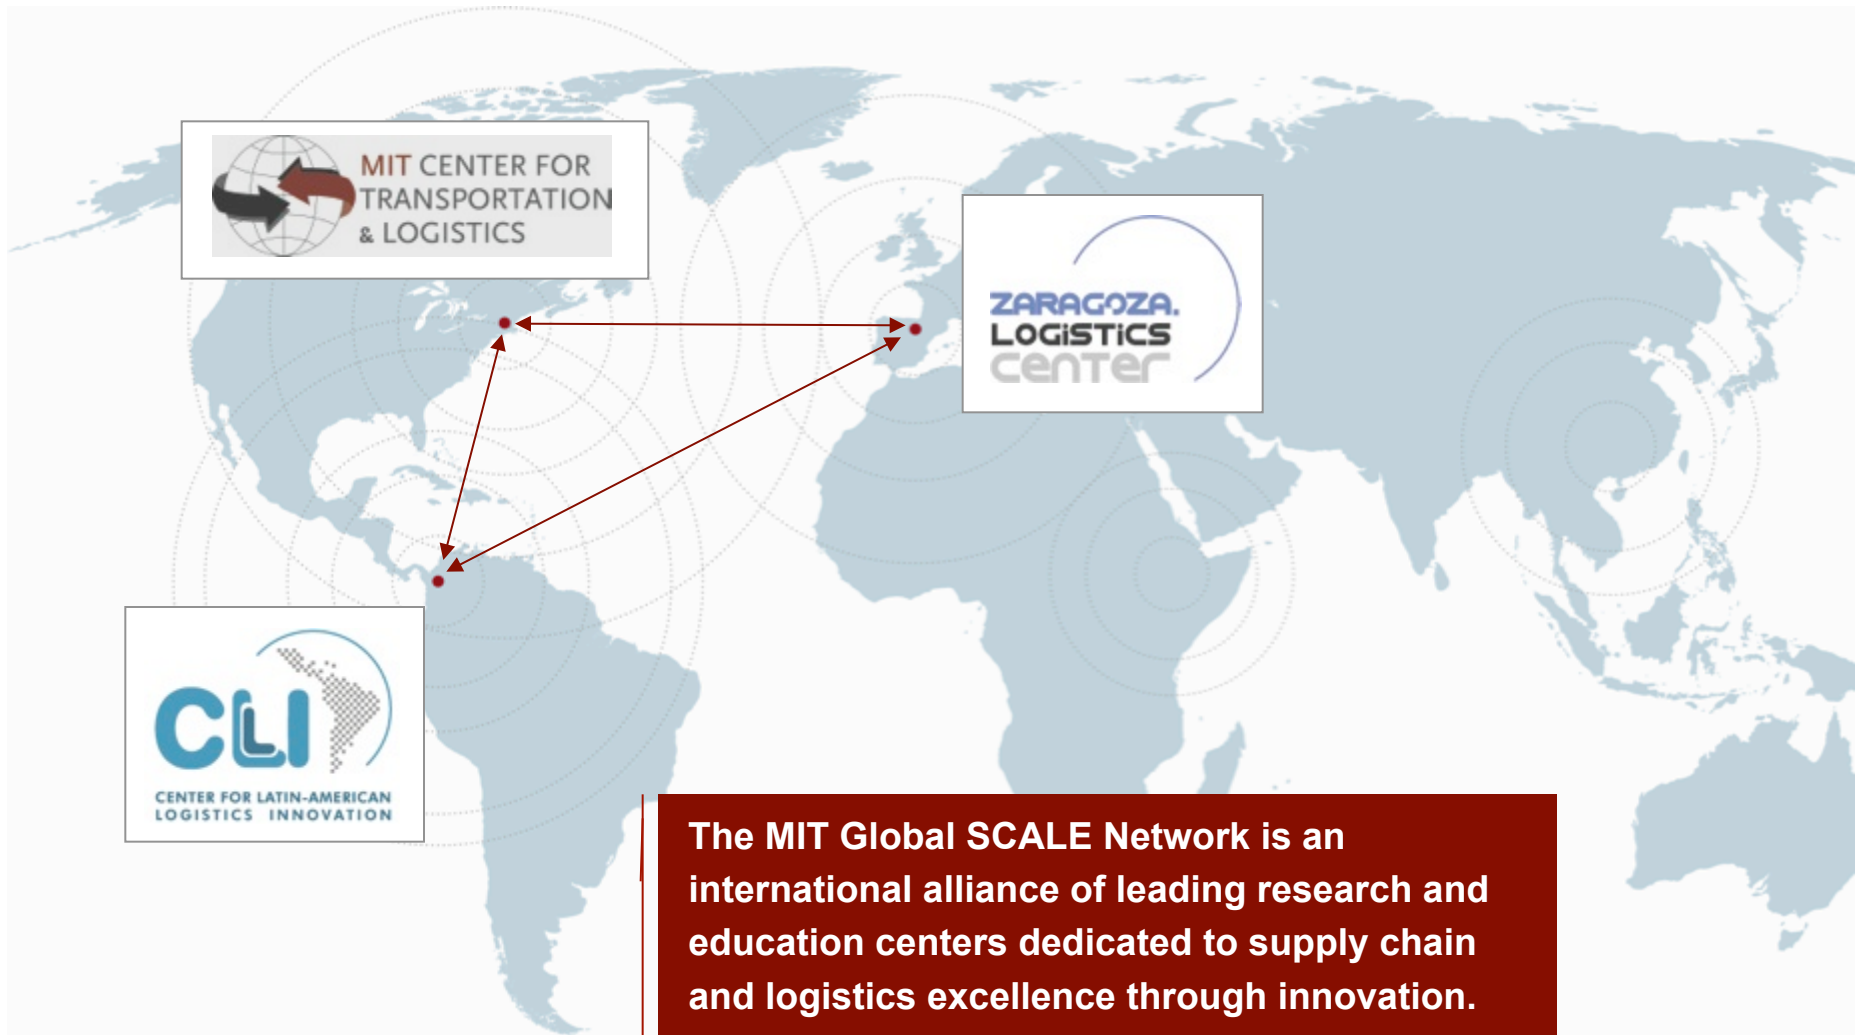 MIT CENTER FOR
TRANSPORTATION
& LOGISTICS
ZARAGOZA.
LOGISTICS
CENTER
CLI
CENTER FOR LATIN-AMERICAN
LOGISTICS INNOVATION
The MIT Global SCALE Network is an
international alliance of leading research and
education centers dedicated to supply chain
and logistics excellence through innovation.